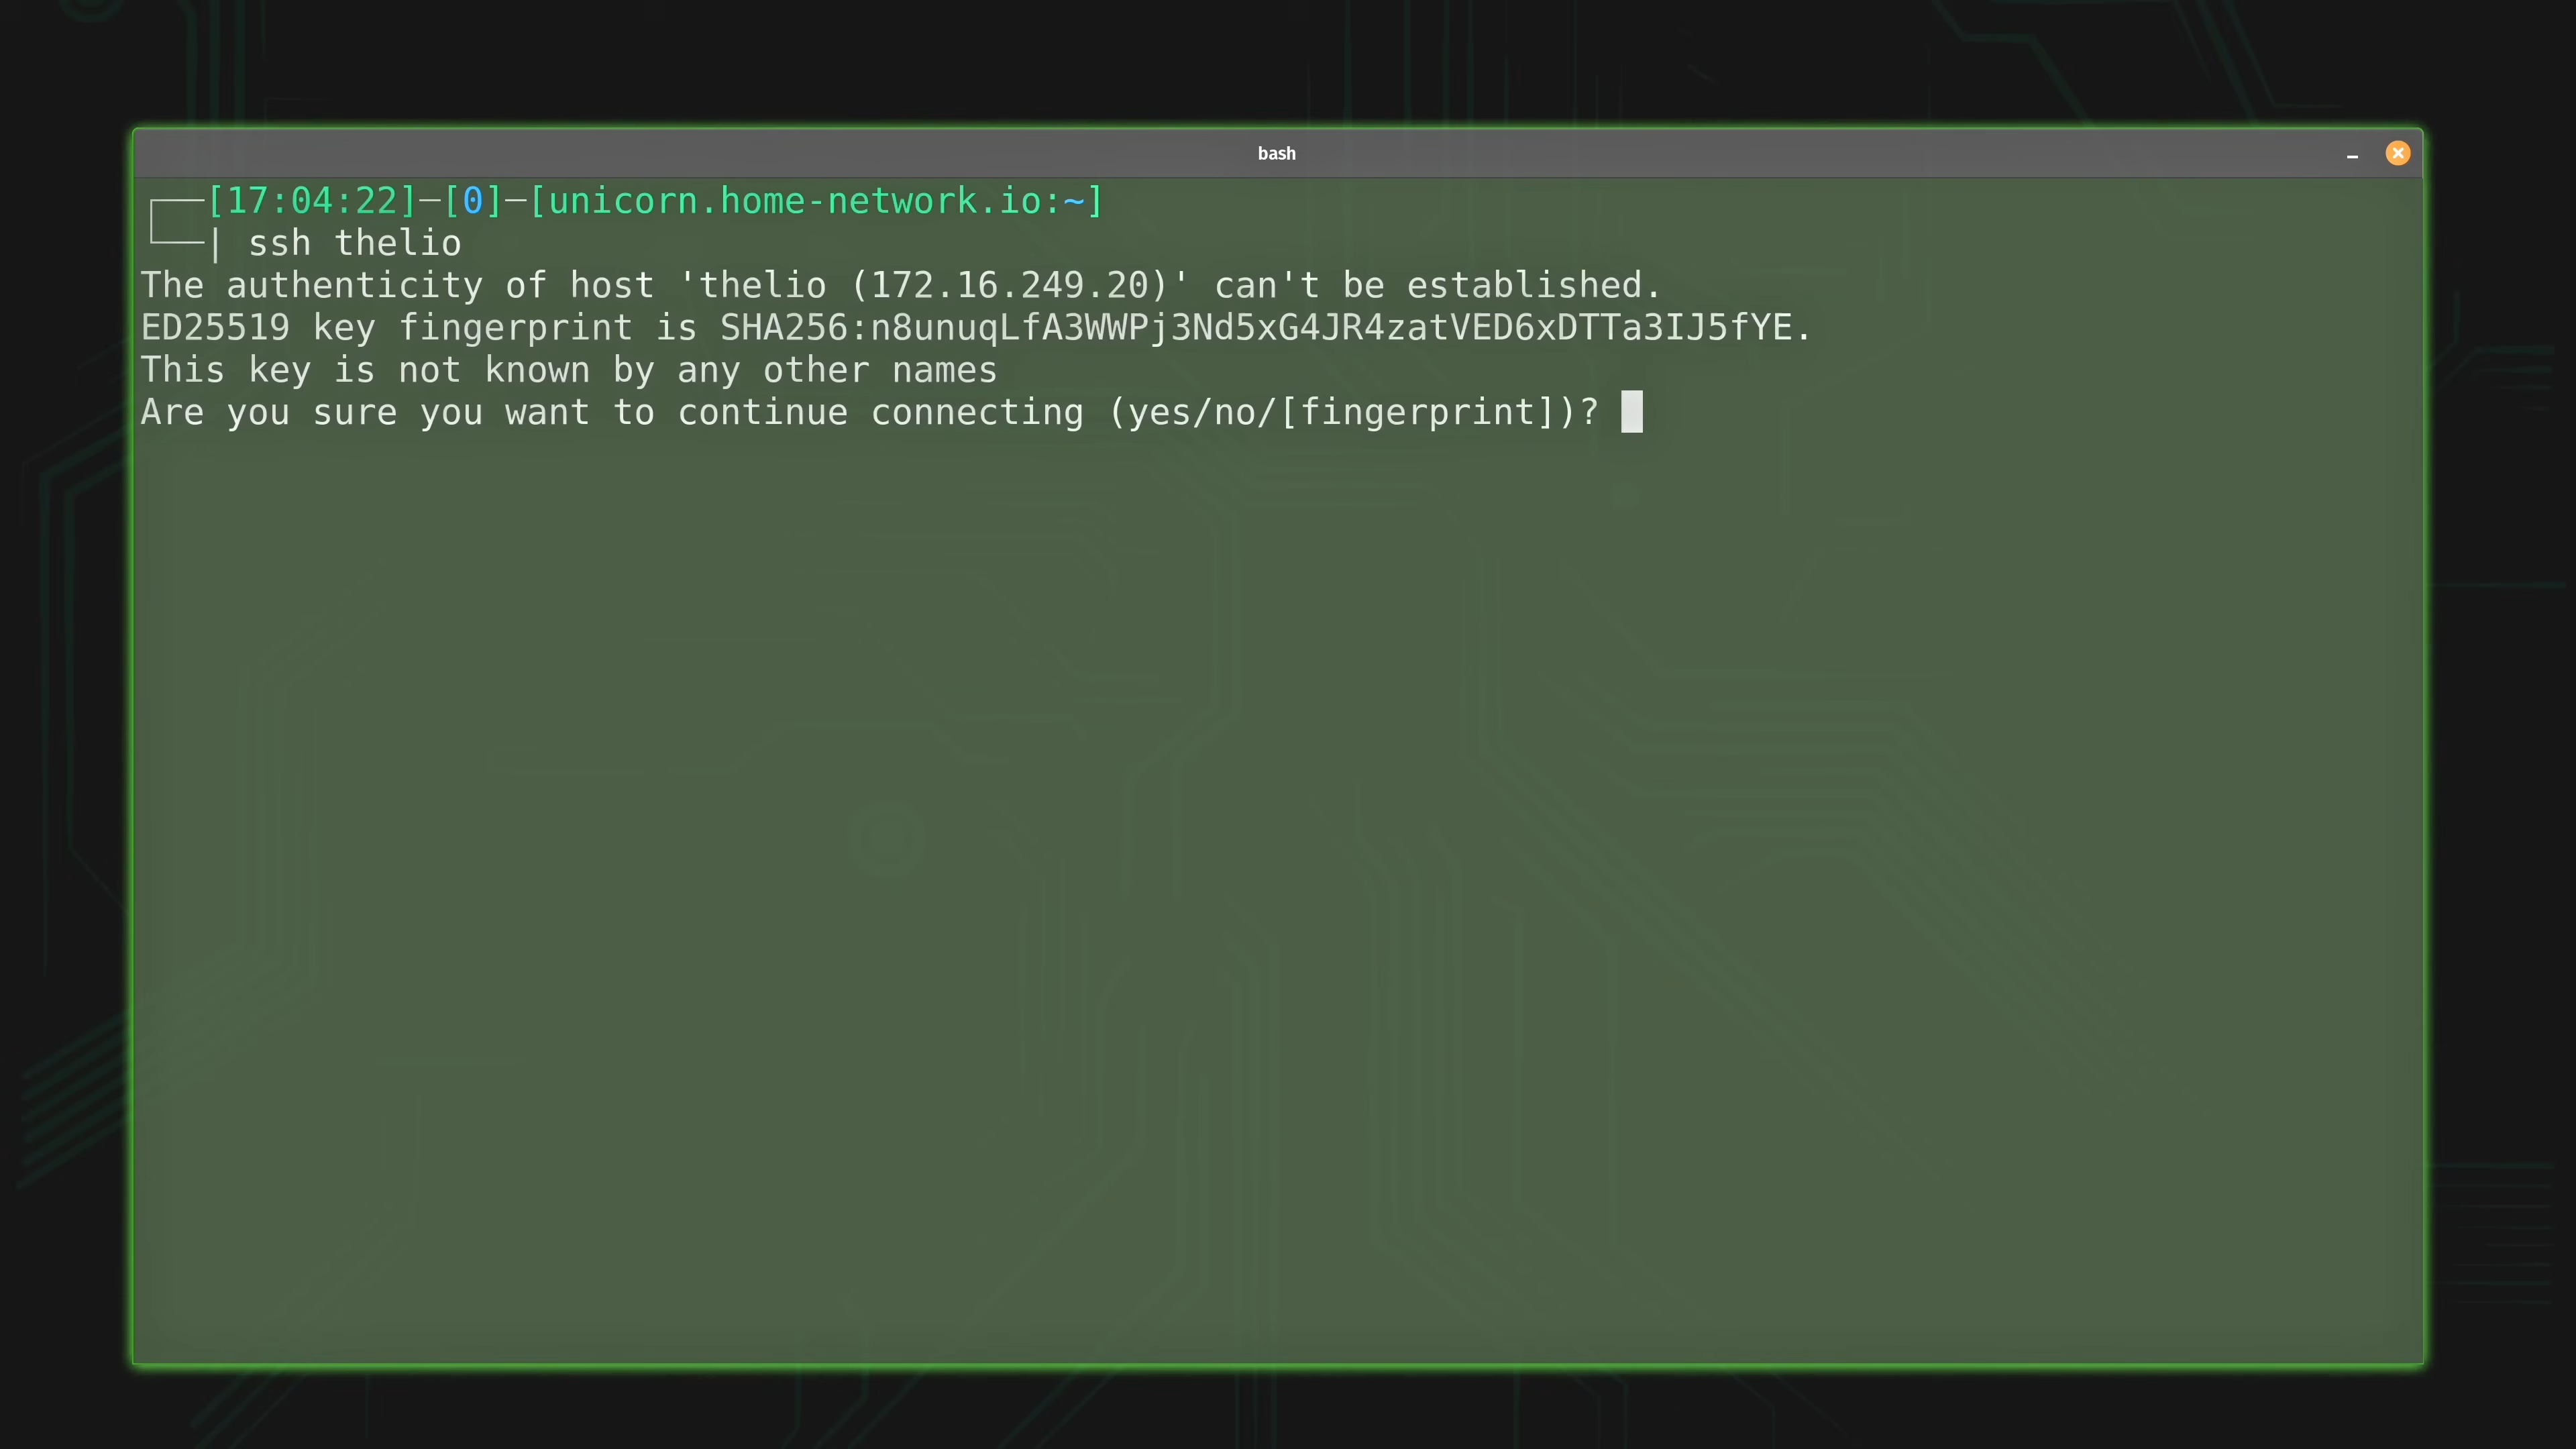 bash
┌──[17:04:22]─[0]─[unicorn.home-network.io:~]
└──| ssh thelio
The authenticity of host 'thelio (172.16.249.20)' can't be established.
ED25519 key fingerprint is SHA256:n8unuqLfA3WWPj3Nd5xG4JR4zatVED6xDTTa3IJ5fYE.
This key is not known by any other names
Are you sure you want to continue connecting (yes/no/[fingerprint])?